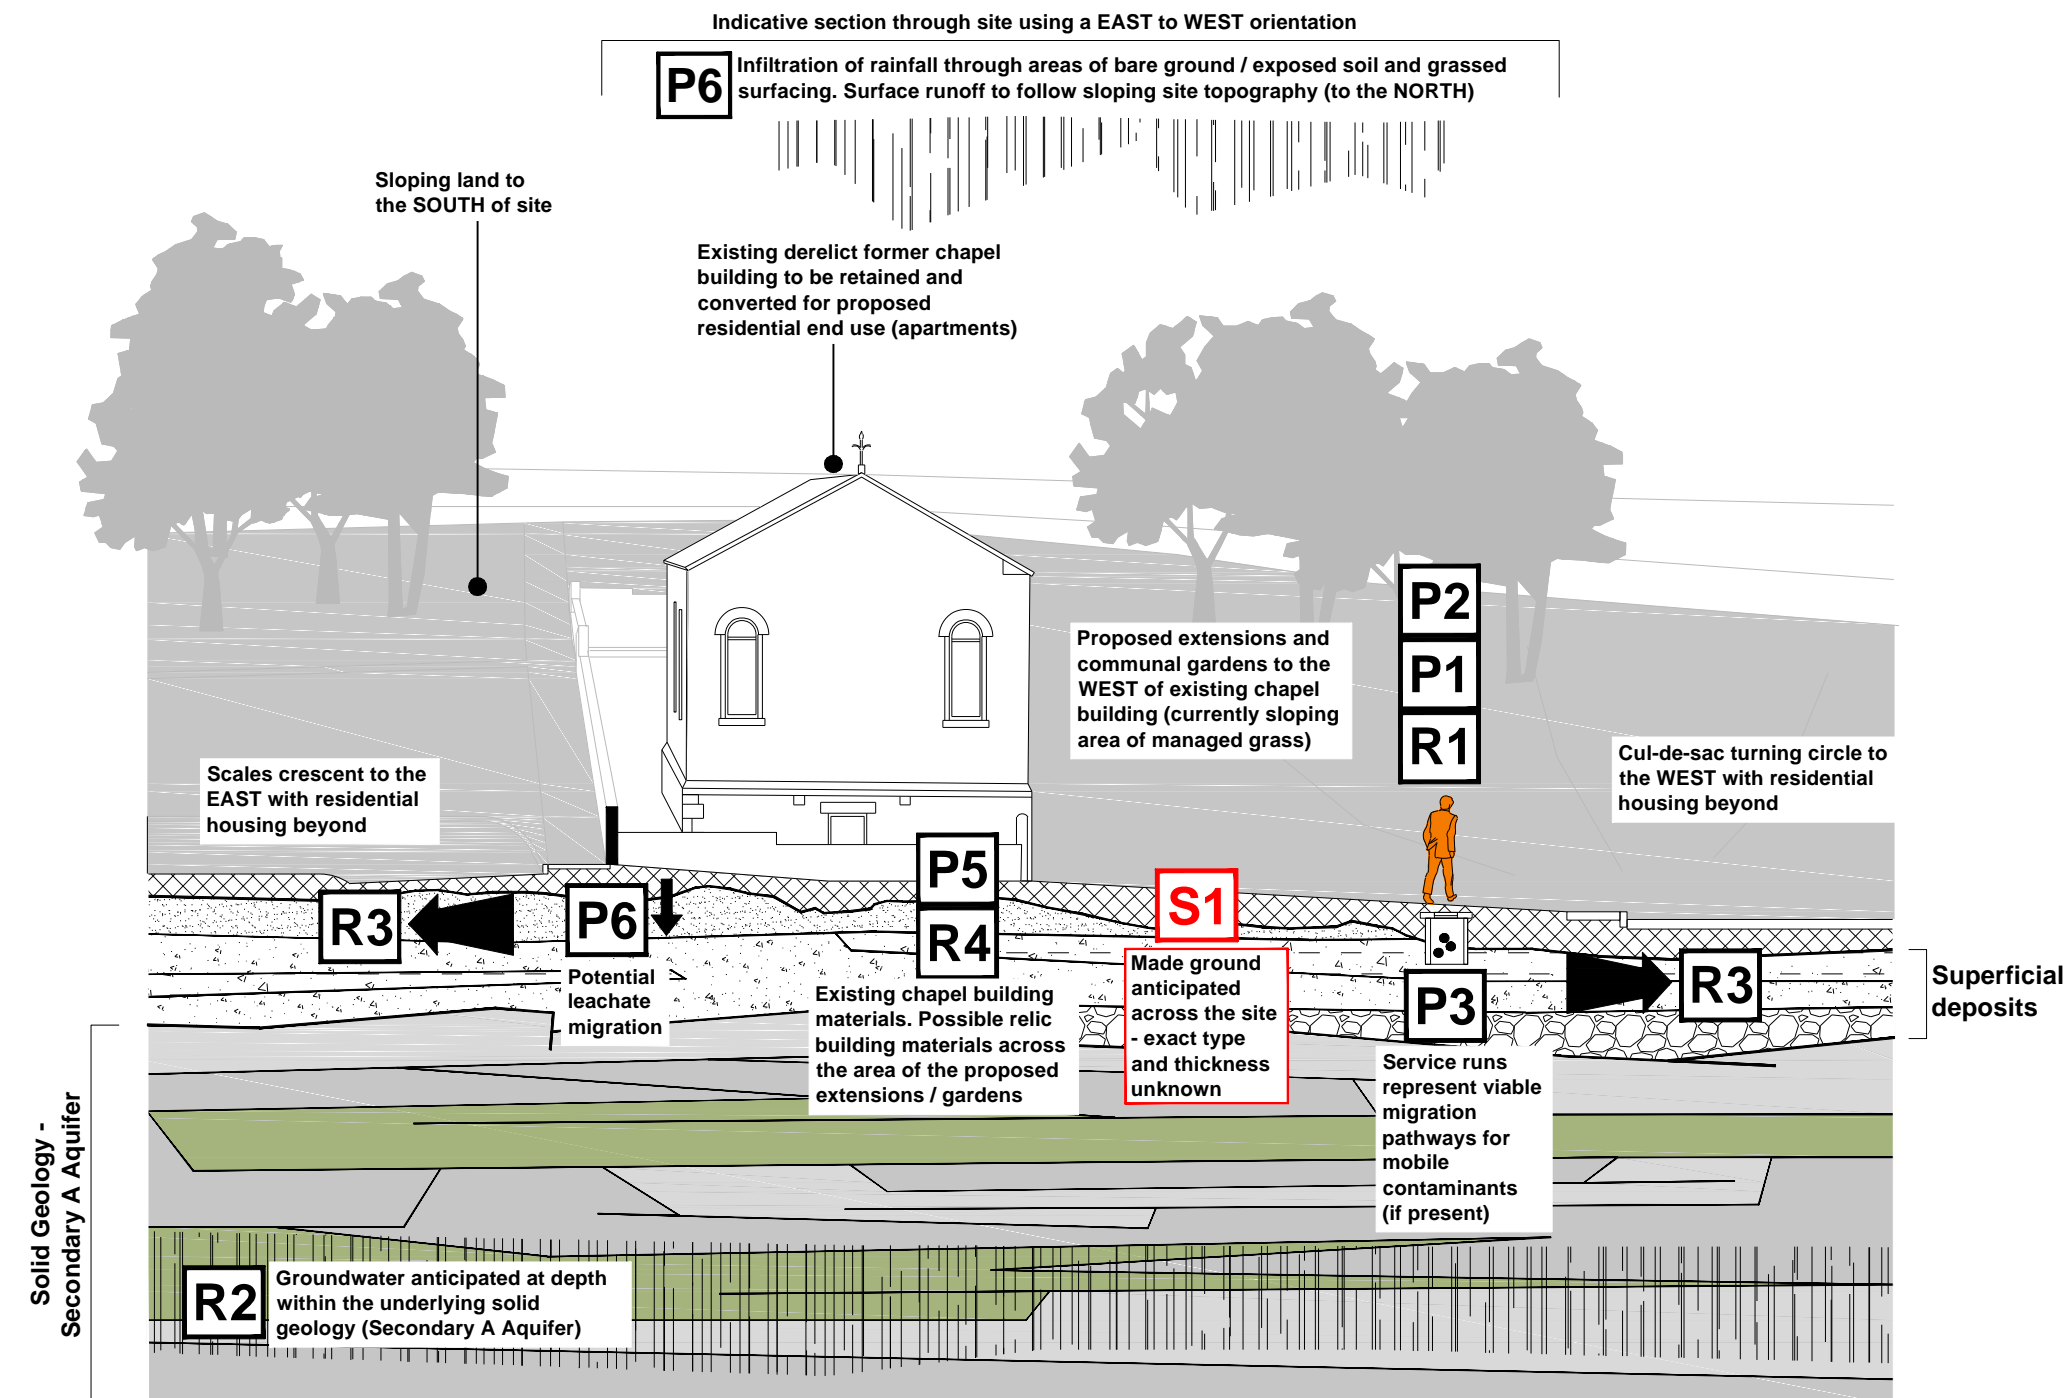 Indicative section through site using a EAST to WEST orientation
P6
Infiltration of rainfall through areas of bare ground / exposed soil and grassed
surfacing. Surface runoff to follow sloping site topography (to the NORTH)
Sloping land to
the SOUTH of site
Existing derelict former chapel
building to be retained and
converted for proposed
residential end use (apartments)
P2
P1
R1
Proposed extensions and
communal gardens to the
WEST of existing chapel
building (currently sloping
area of managed grass)
Cul-de-sac turning circle to
the WEST with residential
housing beyond
Scales crescent to the
EAST with residential
housing beyond
R3
P6
Potential
leachate
migration
P5
R4
Existing chapel building
materials. Possible relic
building materials across
the area of the proposed
extensions / gardens
S1
Made ground
anticipated
across the site
- exact type
and thickness
unknown
P3
Service runs
represent viable
migration
pathways for
mobile
contaminants
(if present)
R3
Superficial
deposits
Solid Geology -
Secondary A Aquifer
R2
Groundwater anticipated at depth
within the underlying solid
geology (Secondary A Aquifer)